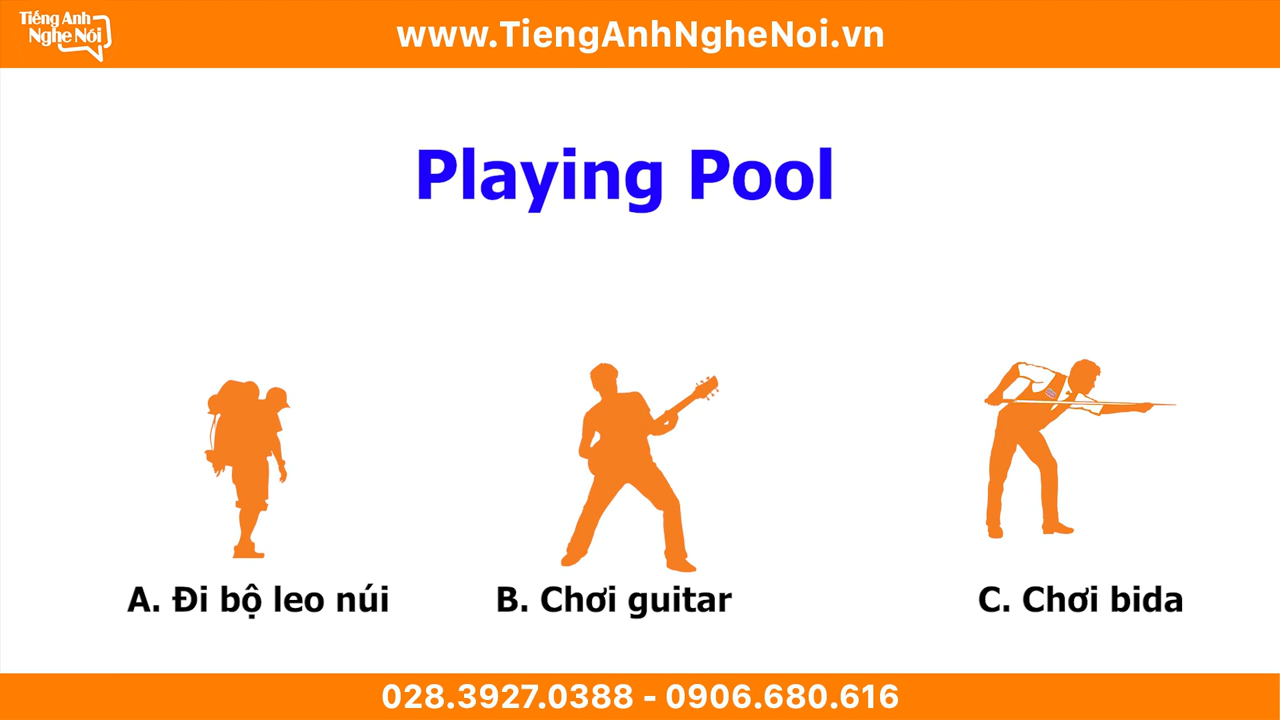 Tiếng Anh
Nghe Nói
www.TiengAnhNgheNoi.vn
Playing Pool
A. Đi bộ leo núi
B. Chơi guitar
C. Chơi bida
028.3927.0388 - 0906.680.616